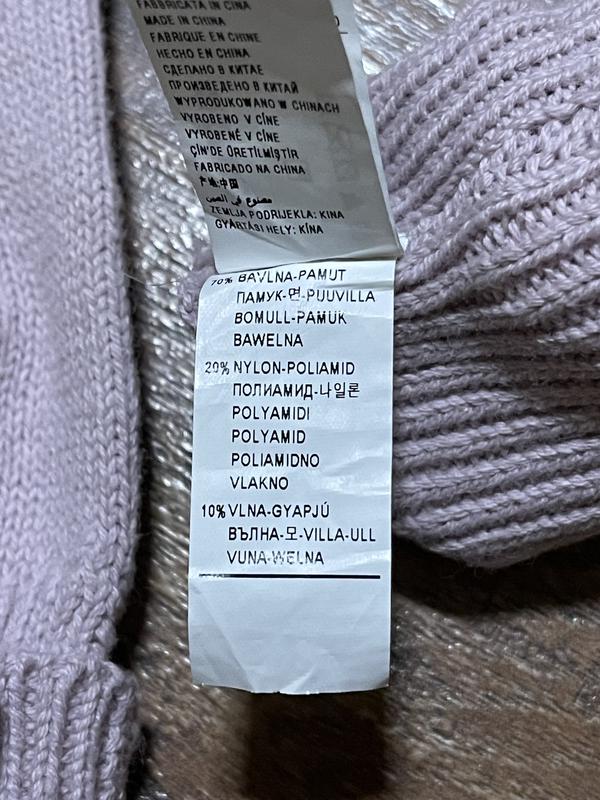 FABBRICATA IN CINA
MADE IN CHINA
FABRIQUE EN CHINE
HECHO EN CHINA
СДЕЛАНО В КИТАЕ
ПРОИЗВЕДЕНО В КИТАЙ
WYPRODUKOWANO W CHINACH
VYROBENO V CÍNE
VYROBENÉ V CÍNE
ÇİN'DE ÜRETİLMİŞTİR
FABRICADO NA CHINA
产地:中国
مصنوع في الصين
ZEMLJA PODRIJEKLA: KINA
GYÁRTÁSI HELY: KÍNA
70% BAVLNA-PAMUT
ПАМУК-면-PUUVILLA
BOMULL-PAMUK
BAWELNA
20% NYLON-POLIAMID
ПОЛИАМИД-나일론
POLYAMIDI
POLYAMID
POLIAMIDNO
VLAKNO
10% VLNA-GYAPJÚ
ВЪЛНА-모-VILLA-ULL
VUNA-WELNA